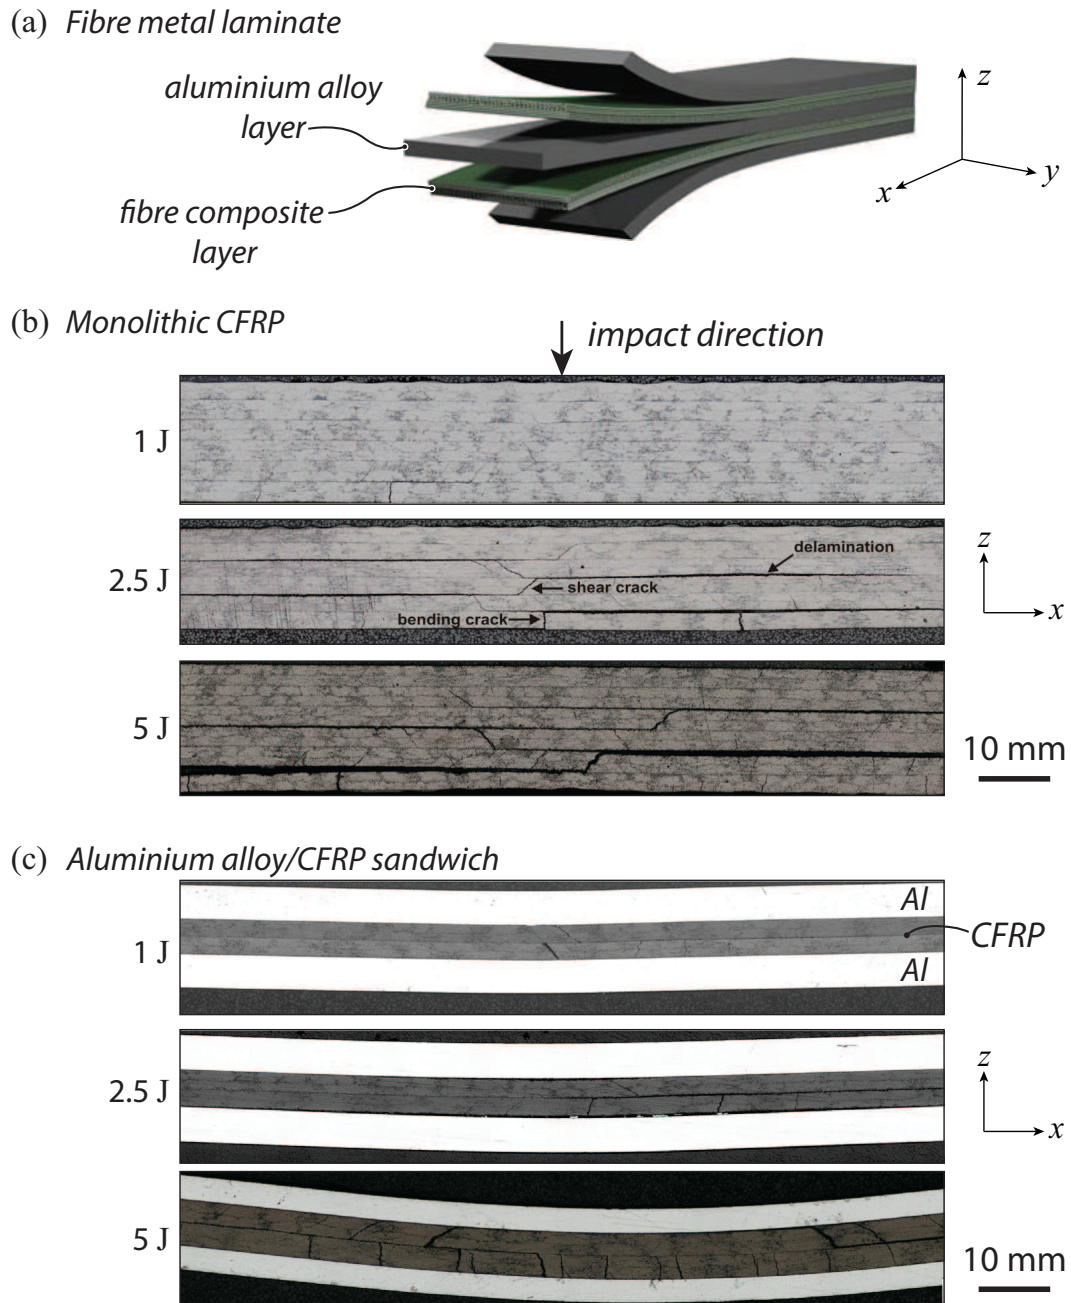 (a) Fibre metal laminate
aluminium alloy
layer
fibre composite
layer
z
x
y
(b) Monolithic CFRP
impact direction
1 J
2.5 J
delamination
shear crack
bending crack
z
x
5 J
10 mm
(c) Aluminium alloy/CFRP sandwich
1 J
Al
CFRP
Al
2.5 J
z
x
5 J
10 mm